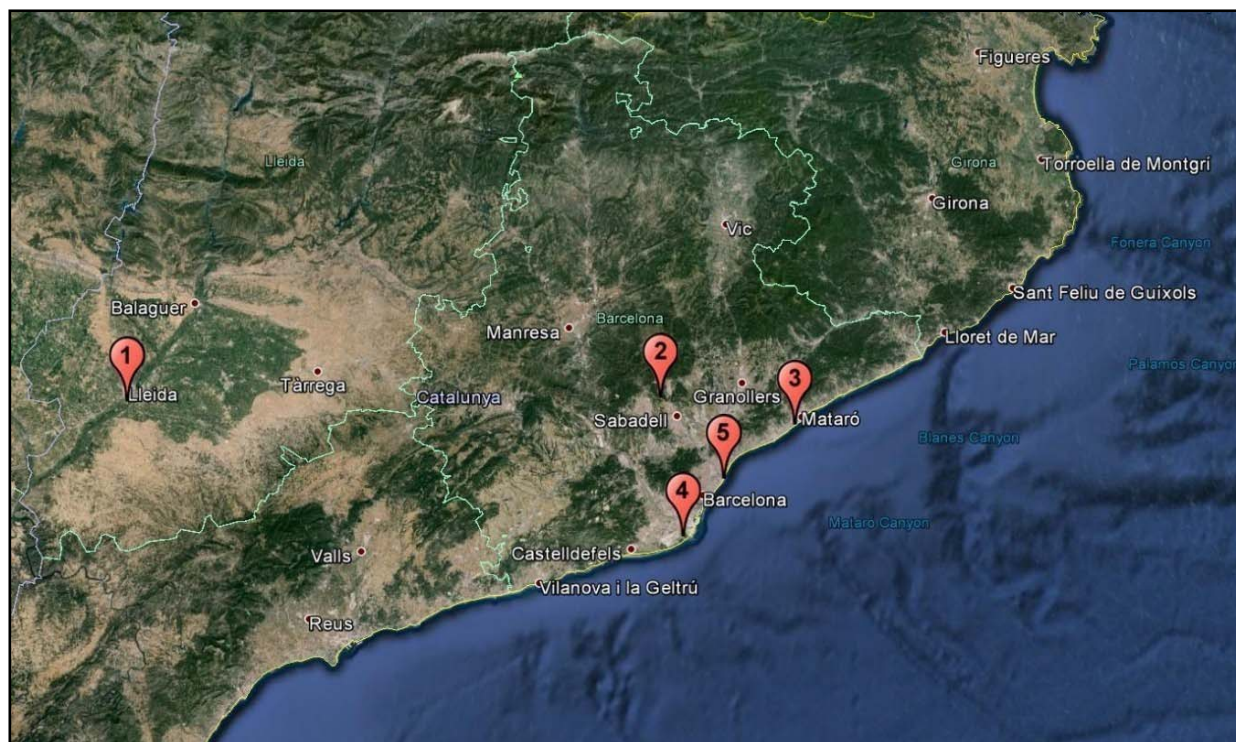 Figueres
Lleida
Girona
Torroella de Montgrí
Girona
Vic
Fonera Canyon
Sant Feliu de Guixols
Balaguer
Barcelona
Manresa
Lloret de Mar
1
2
Palamos Canyon
Tàrrega
3
Lleida
Catalunya
Granollers
Sabadell
Mataró
5
Blanes Canyon
4
Barcelona
Mataro Canyon
Valls
Castelldefels
Vilanova i la Geltrú
Reus